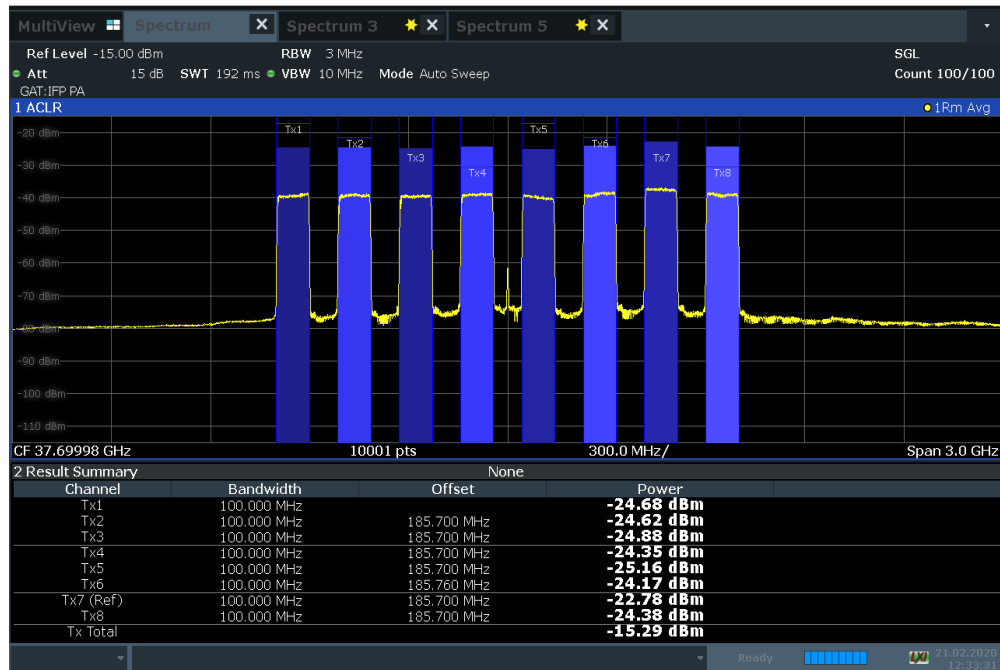 MultiView Spectrum X Spectrum 3 X Spectrum 5 X
Ref Level -15.00 dBm RBW 3 MHz SGL
Att 15 dB SWT 192 ms VBW 10 MHz Mode Auto Sweep Count 100/100
GAT:IFP PA
1 ACLR 1Rm Avg
-20 dBm
Tx1 Tx2 Tx3 Tx4 Tx5 Tx6 Tx7 Tx8
-30 dBm
-40 dBm
-50 dBm
-60 dBm
-70 dBm
-80 dBm
-90 dBm
-100 dBm
-110 dBm
CF 37.69998 GHz 10001 pts 300.0 MHz/ Span 3.0 GHz
2 Result Summary None
Channel Bandwidth Offset Power
Tx1 100.000 MHz -24.68 dBm
Tx2 100.000 MHz 185.700 MHz -24.62 dBm
Tx3 100.000 MHz 185.700 MHz -24.88 dBm
Tx4 100.000 MHz 185.700 MHz -24.35 dBm
Tx5 100.000 MHz 185.700 MHz -25.16 dBm
Tx6 100.000 MHz 185.760 MHz -24.17 dBm
Tx7 (Ref) 100.000 MHz 185.700 MHz -22.78 dBm
Tx8 100.000 MHz 185.700 MHz -24.38 dBm
Tx Total -15.29 dBm
Ready LXI 21.02.2020
12:33:31